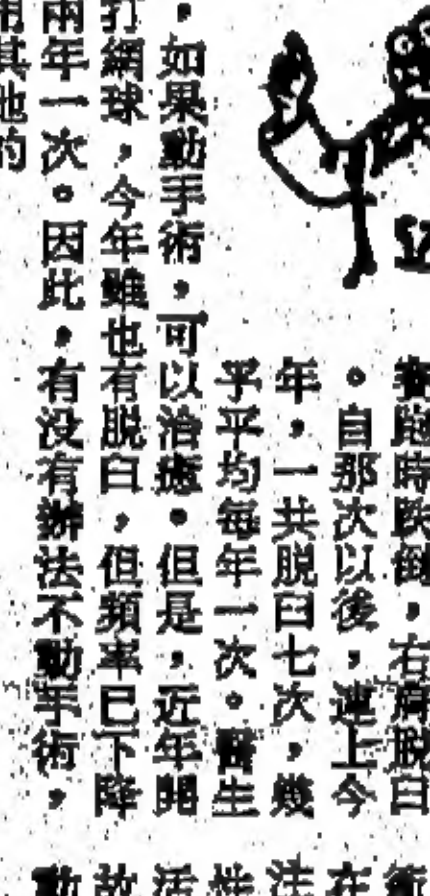 賽跑時跌倒，右肩脫臼
。自那次以後，連上今
年，一共脫臼七次，幾
乎平均每年一次。醫生
，如果動手術，可以治癒。但是，近年開
打網球，今年雖也有脫臼，但頻率已下降
兩年一次。因此，有没有辦法不動手術，
用其他的